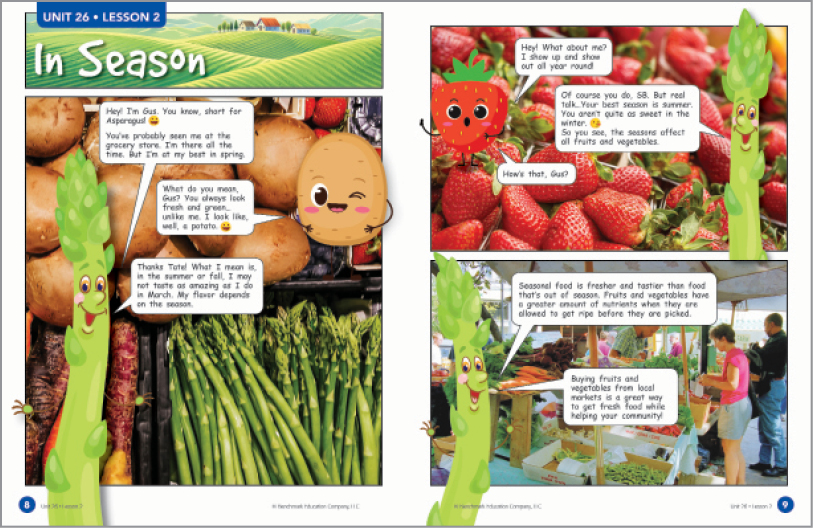 UNIT 26 • LESSON 2
In Season
Hey! I'm Gus. You know, short for
Asparagus! 😀
You've probably seen me at the
grocery store. I'm there all the
time. But I'm at my best in spring.
What do you mean,
Gus? You always look
fresh and green...
unlike me. I look like,
well, a potato. 😀
Thanks Tate! What I mean is,
in the summer or fall, I may
not taste as amazing as I do
in March. My flavor depends
on the season.
8
Unit 26 • Lesson 2
© Benchmark Education Company, LLC
Hey! What about me?
I show up and show
out all year round!
Of course you do, SB. But real
talk...Your best season is summer.
You aren't quite as sweet in the
winter. 😘
So you see, the seasons affect
all fruits and vegetables.
How's that, Gus?
Seasonal food is fresher and tastier than food
that's out of season. Fruits and vegetables have
a greater amount of nutrients when they are
allowed to get ripe before they are picked.
Buying fruits and
vegetables from local
markets is a great way
to get fresh food while
helping your community!
© Benchmark Education Company, LLC
Unit 26 • Lesson 2
9